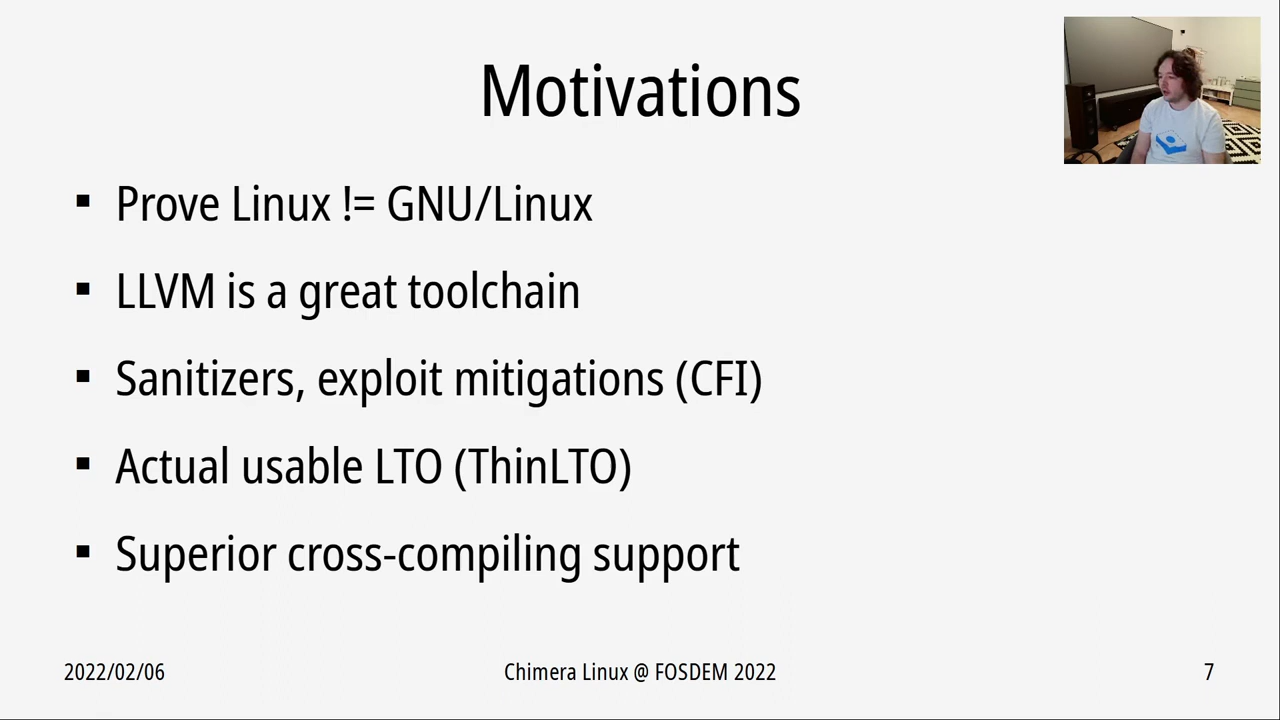 Motivations
▪ Prove Linux != GNU/Linux
▪ LLVM is a great toolchain
▪ Sanitizers, exploit mitigations (CFI)
▪ Actual usable LTO (ThinLTO)
▪ Superior cross-compiling support
2022/02/06 Chimera Linux @ FOSDEM 2022 7